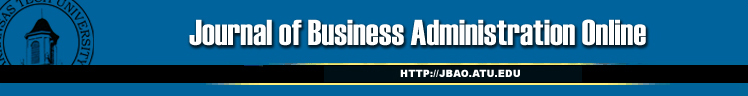 Journal of Business Administration Online
HTTP://JBAO.ATU.EDU